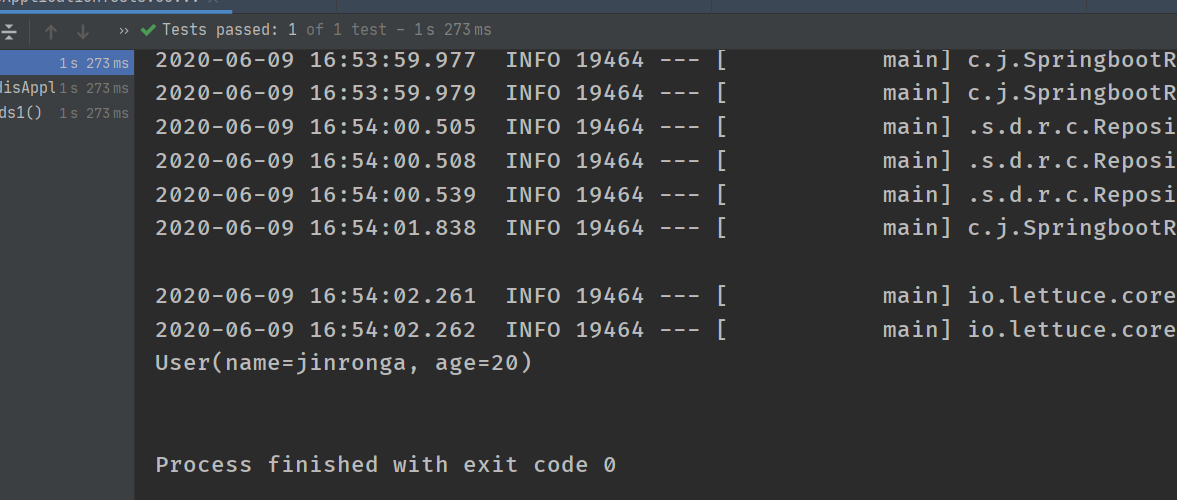 Tests passed: 1 of 1 test – 1 s 273 ms
1 s 273 ms
disAppl 1 s 273 ms
ds1() 1 s 273 ms
2020-06-09 16:53:59.977  INFO 19464 --- [           main] c.j.SpringbootR
2020-06-09 16:53:59.979  INFO 19464 --- [           main] c.j.SpringbootR
2020-06-09 16:54:00.505  INFO 19464 --- [           main] .s.d.r.c.Reposi
2020-06-09 16:54:00.508  INFO 19464 --- [           main] .s.d.r.c.Reposi
2020-06-09 16:54:00.539  INFO 19464 --- [           main] .s.d.r.c.Reposi
2020-06-09 16:54:01.838  INFO 19464 --- [           main] c.j.SpringbootR
2020-06-09 16:54:02.261  INFO 19464 --- [           main] io.lettuce.core
2020-06-09 16:54:02.262  INFO 19464 --- [           main] io.lettuce.core
User(name=jinronga, age=20)
Process finished with exit code 0